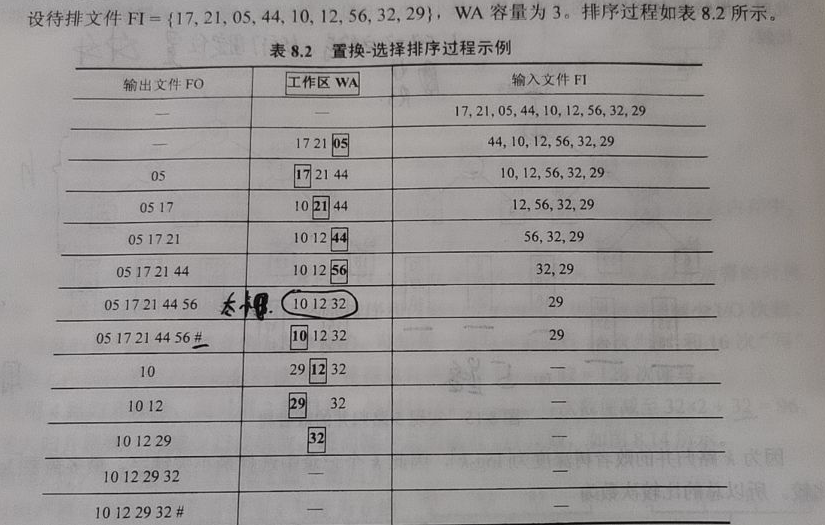 设待排文件 FI = {17, 21, 05, 44, 10, 12, 56, 32, 29}, WA 容量为 3。排序过程如表 8.2 所示。
表 8.2 置换-选择排序过程示例
输出文件 FO 工作区 WA 输入文件 FI
— — 17, 21, 05, 44, 10, 12, 56, 32, 29
— 17 21 05 44, 10, 12, 56, 32, 29
05 17 21 44 10, 12, 56, 32, 29
05 17 10 21 44 12, 56, 32, 29
05 17 21 10 12 44 56, 32, 29
05 17 21 44 10 12 56 32, 29
05 17 21 44 56 10 12 32 29
05 17 21 44 56 # 10 12 32 29
10 29 12 32 —
10 12 29 32 —
10 12 29 32 —
10 12 29 32 — —
10 12 29 32 # — —